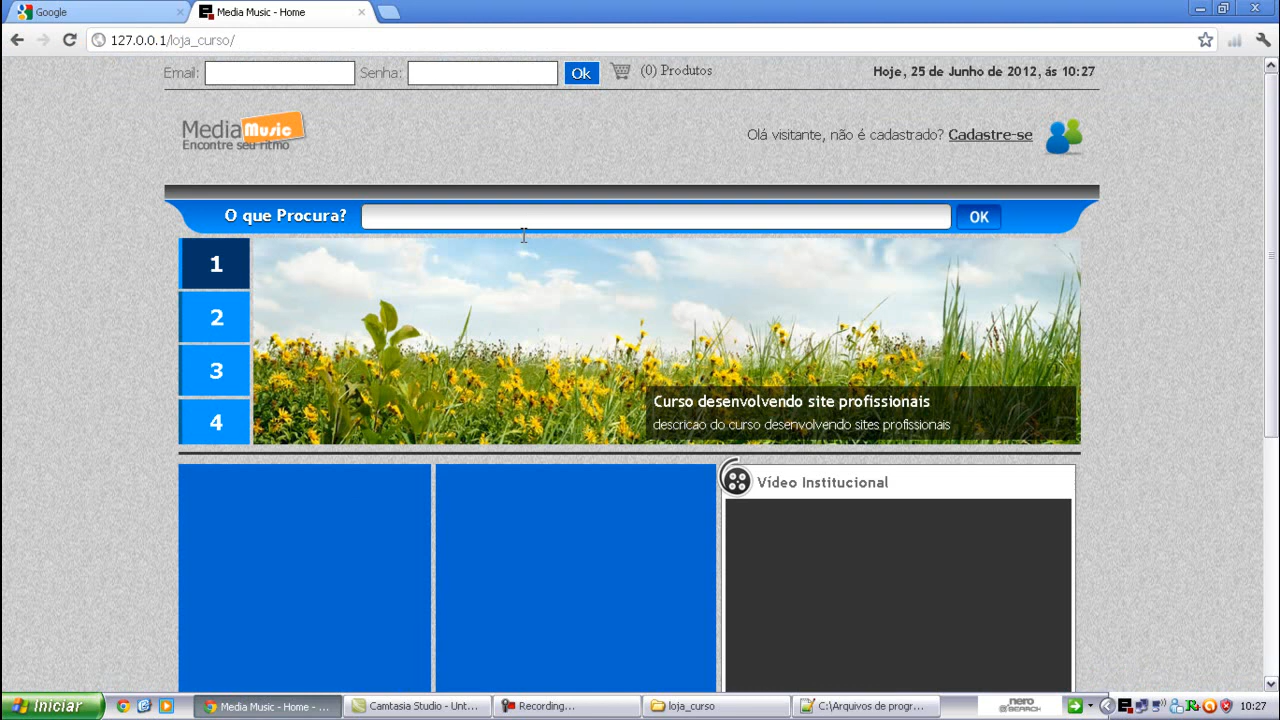 Google
Media Music - Home
127.0.0.1/loja_curso/
Email:
Senha:
Ok
(0) Produtos
Hoje, 25 de Junho de 2012, ás 10:27
Media Music
Encontre seu ritmo
Olá visitante, não é cadastrado? Cadastre-se
O que Procura?
OK
1
2
3
4
Curso desenvolvendo site profissionais
descricao do curso desenvolvendo sites profissionais
Vídeo Institucional
Iniciar
Media Music - Home - ...
Camtasia Studio - Unt...
Recording...
loja_curso
C:\Arquivos de progr...
nero
SEARCH
10:27